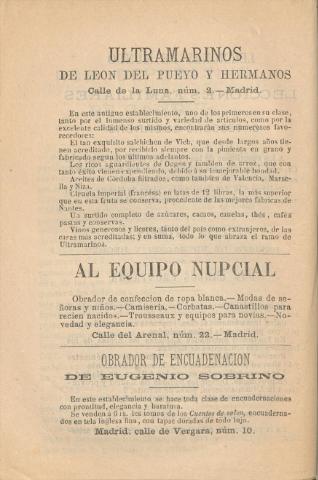 ULTRAMARINOS
DE LEON DEL PUEYO Y HERMANOS
Calle de la Luna, núm. 2.—Madrid.
En este antiguo establecimiento, uno de los primeros en su clase,
tanto por el inmenso surtido y variedad de artículos, como por la
excelente calidad de los mismos, encontrarán sus numerosos favo-
recedores:
El tan exquisito salchichon de Vich, que desde largos años tie-
nen acreditado, por recibirlo siempre con la pimienta en grano y
fabricado segun los últimos adelantos.
Los ricos aguardientes de Orges y tambien de arroz, que con
tanto éxito vienen expendiendo, debido á su inmejorable bondad.
Aceites de Córdoba filtrados, como tambien de Valencia, Marse-
lla y Niza.
Ciruela imperial (francesa) en latas de 12 libras, la más superior
que en esta fruta se conserva, procedente de las mejores fábricas de
Nantes.
Un surtido completo de azúcares, cacaos, canelas, thés, cafés
pastas y conservas.
Vinos generosos y licores, tanto del país como extranjeros, de las
casas más acreditadas; y en suma, todo lo que abraza el ramo de
Ultramarinos.
AL EQUIPO NUPCIAL
Obrador de confeccion de ropa blanca.—Modas de se-
ñoras y niños.—Camisería.—Corbatas.—Canastillos para
recien nacidos.—Trousseaux y equipos para novios.—No-
vedad y elegancia.
Calle del Arenal, núm. 22.—Madrid.
OBRADOR DE ENCUADENACION
DE EUGENIO SOBRINO
En este establecimiento se hace toda clase de encuadernaciones
con prontitud, elegancia y baratura.
Se venden á 6 rs. los tomos de los Cuentos de salon, encuaderna-
dos en tela inglesa fina, con tapas doradas de todo lujo.
Madrid: calle de Vergara, núm. 10.